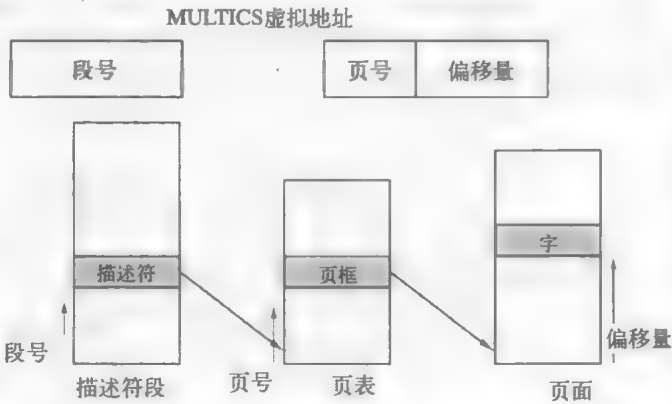 MULTICS虚拟地址
段号
页号 偏移量
字
描述符 页框
段号 偏移量
描述符段 页号 页表 页面